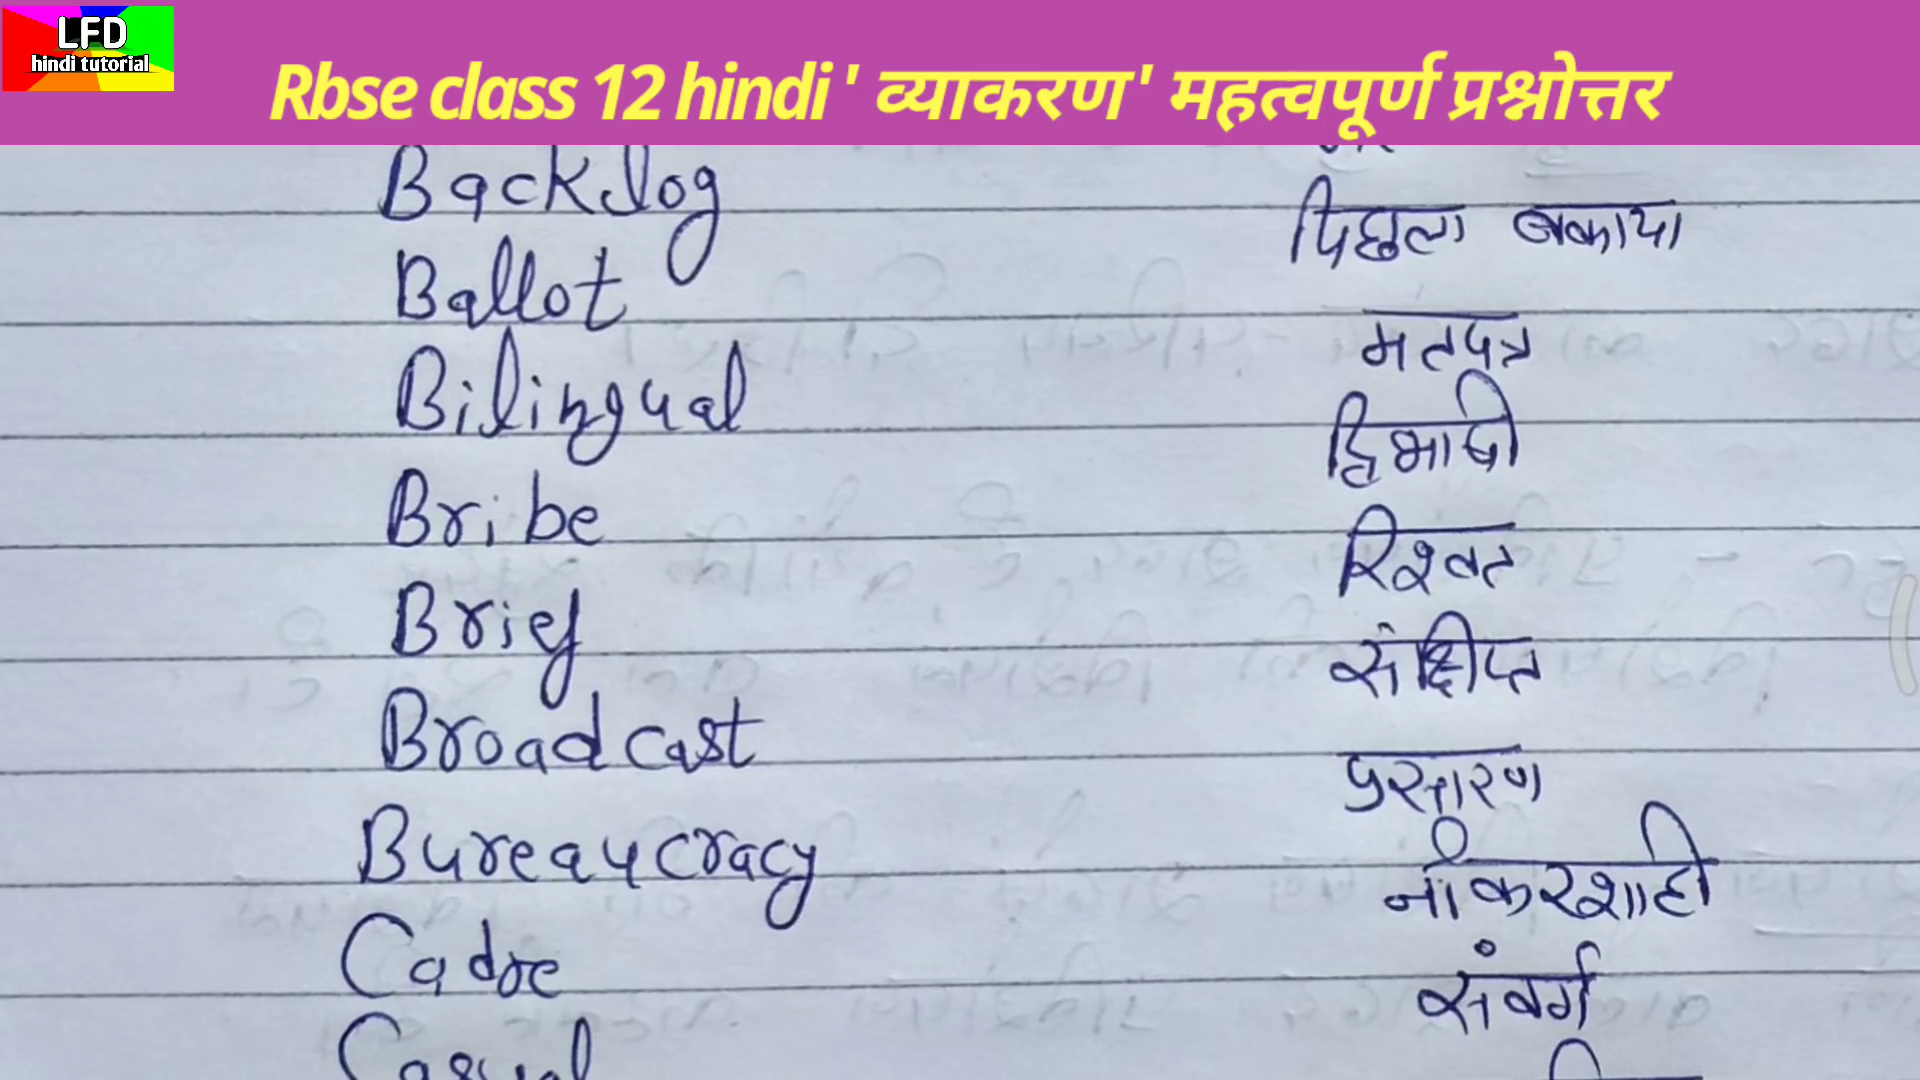 LFD
hindi tutorial
Rbse class 12 hindi ' व्याकरण' महत्वपूर्ण प्रश्नोत्तर
Backlog पिछला बकाया
Ballot मतपत्र
Bilingual द्विभाषी
Bribe रिश्वत
Brief संक्षिप्त
Broadcast प्रसारण
Bureaucracy नौकरशाही
Cadre संवर्ग
Casual